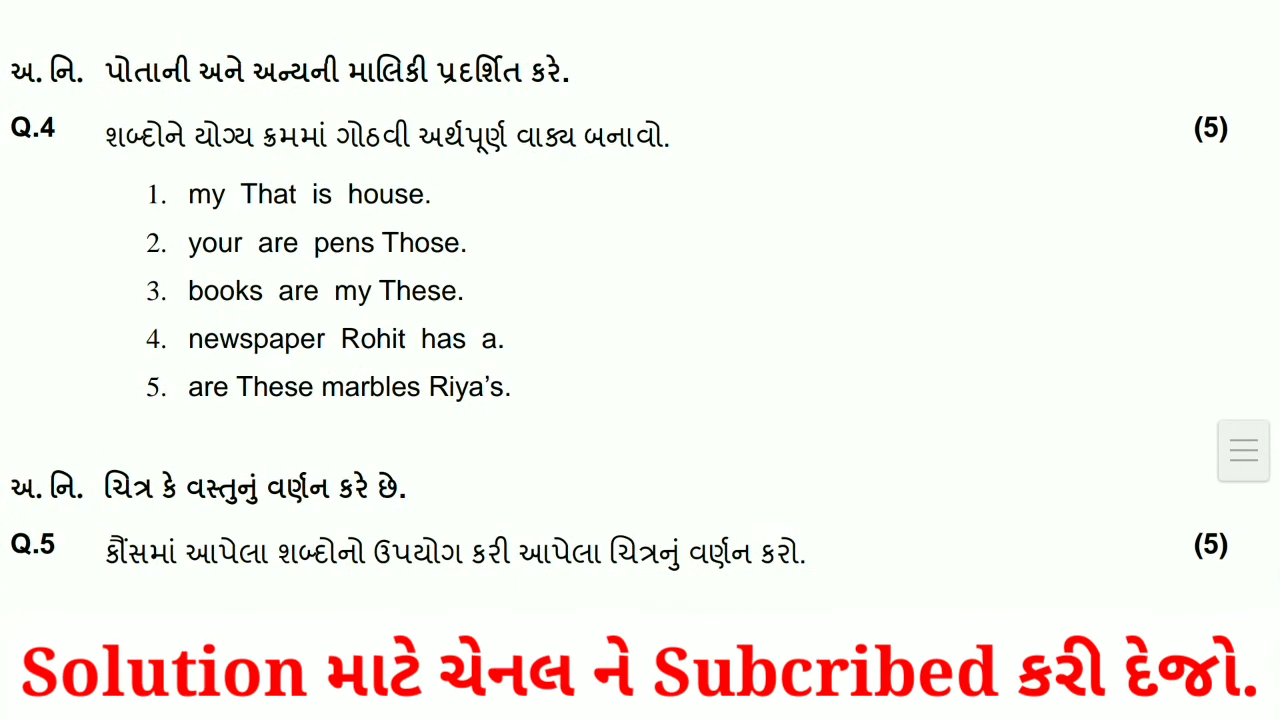 અ. નિ. પોતાની અને અન્યની માલિકી પ્રદર્શિત કરે.
Q.4 શબ્દોને યોગ્ય ક્રમમાં ગોઠવી અર્થપૂર્ણ વાક્ય બનાવો. (5)
1. my That is house.
2. your are pens Those.
3. books are my These.
4. newspaper Rohit has a.
5. are These marbles Riya’s.
અ. નિ. ચિત્ર કે વસ્તુનું વર્ણન કરે છે.
Q.5 કૌંસમાં આપેલા શબ્દોનો ઉપયોગ કરી આપેલા ચિત્રનું વર્ણન કરો. (5)
Solution માટે ચેનલ ને Subcribed કરી દેજો.